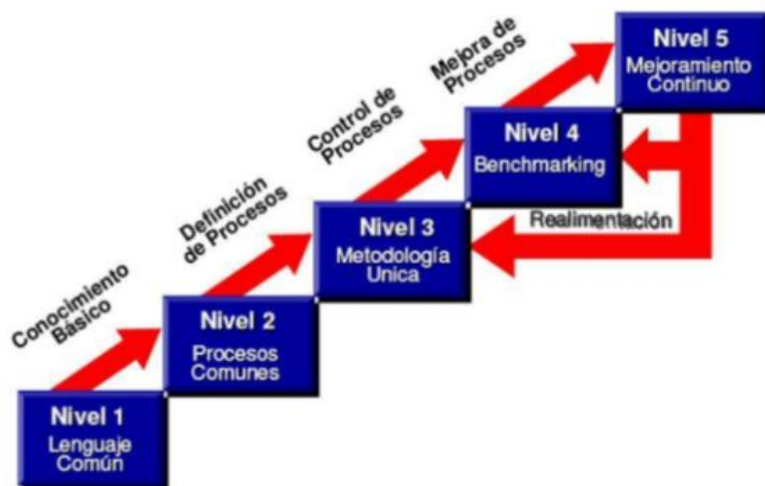 Nivel 5
Mejoramiento
Continuo
Mejora de
Procesos
Nivel 4
Benchmarking
Control de
Procesos
Realimentación
Nivel 3
Metodología
Unica
Definición
de Procesos
Nivel 2
Procesos
Comunes
Conocimiento
Básico
Nivel 1
Lenguaje
Común